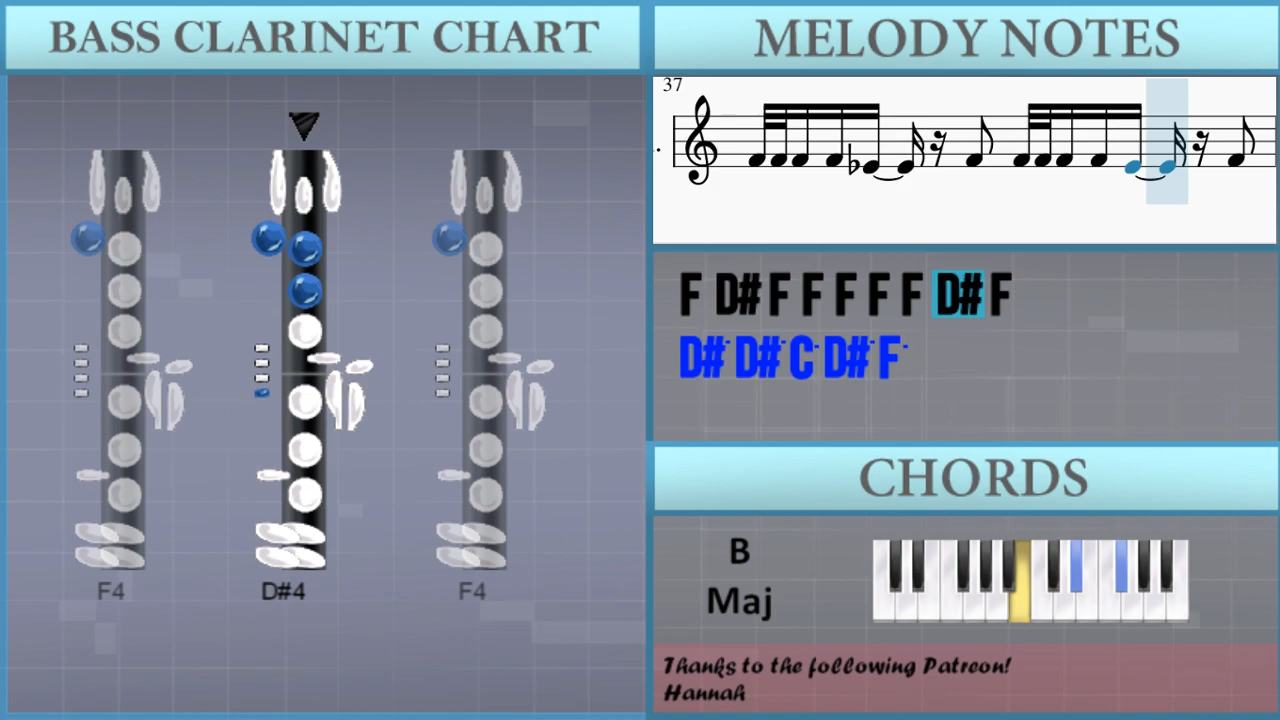 BASS CLARINET CHART
F4
D#4
F4
MELODY NOTES
37
F D# F F F F F D# F
D#- D#- C- D#- F-
CHORDS
B
Maj
Thanks to the following Patreon!
Hannah